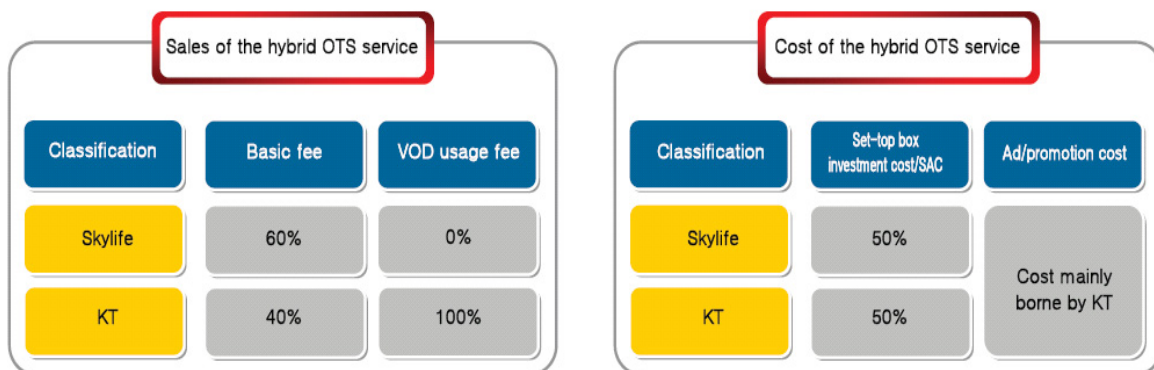 Sales of the hybrid OTS service
Classification
Basic fee
VOD usage fee
Skylife
60%
0%
KT
40%
100%
Cost of the hybrid OTS service
Classification
Set-top box
investment cost/SAC
Ad/promotion cost
Skylife
50%
Cost mainly
borne by KT
KT
50%